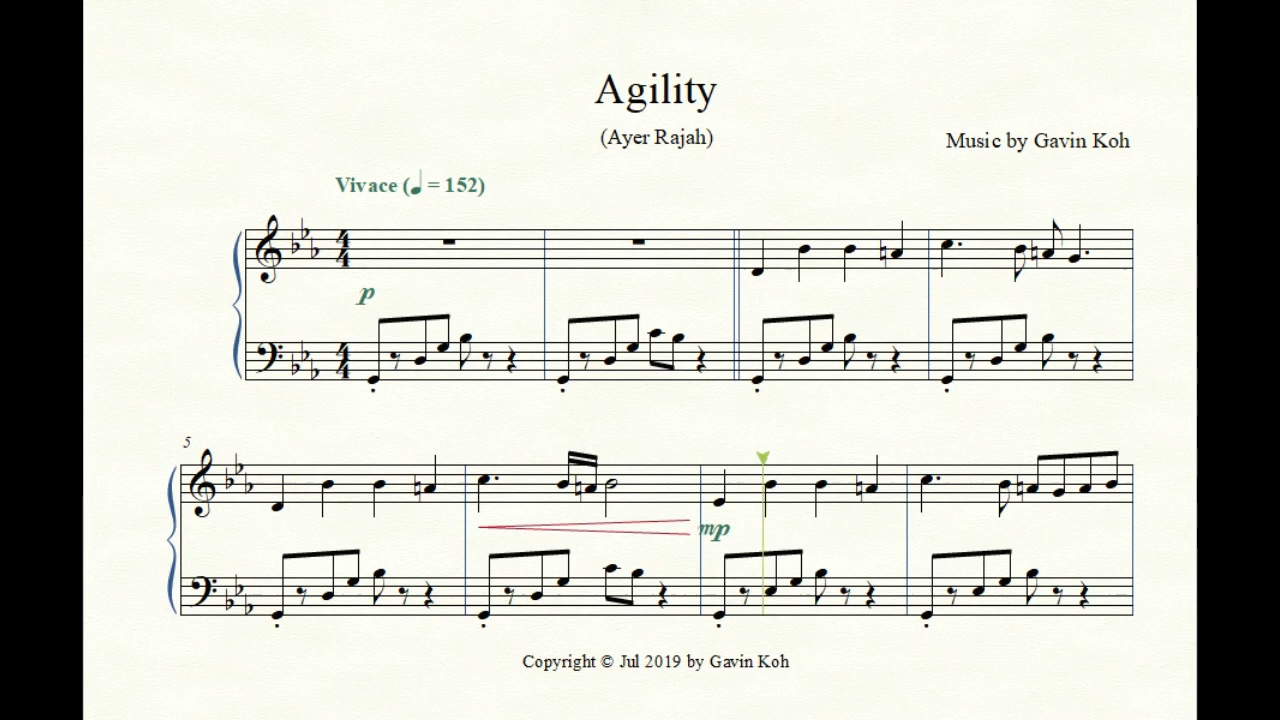 Agility
(Ayer Rajah)
Music by Gavin Koh
Vivace (♩ = 152)
p
5
mp
Copyright © Jul 2019 by Gavin Koh